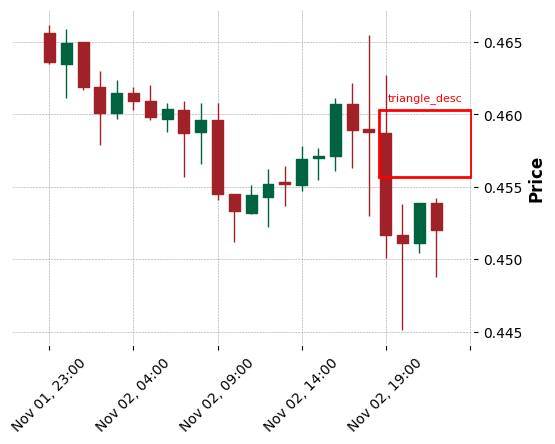 0.465
triangle_desc
0.460
0.455
0.450
0.445
Price
Nov 01, 23:00
Nov 02, 04:00
Nov 02, 09:00
Nov 02, 14:00
Nov 02, 19:00